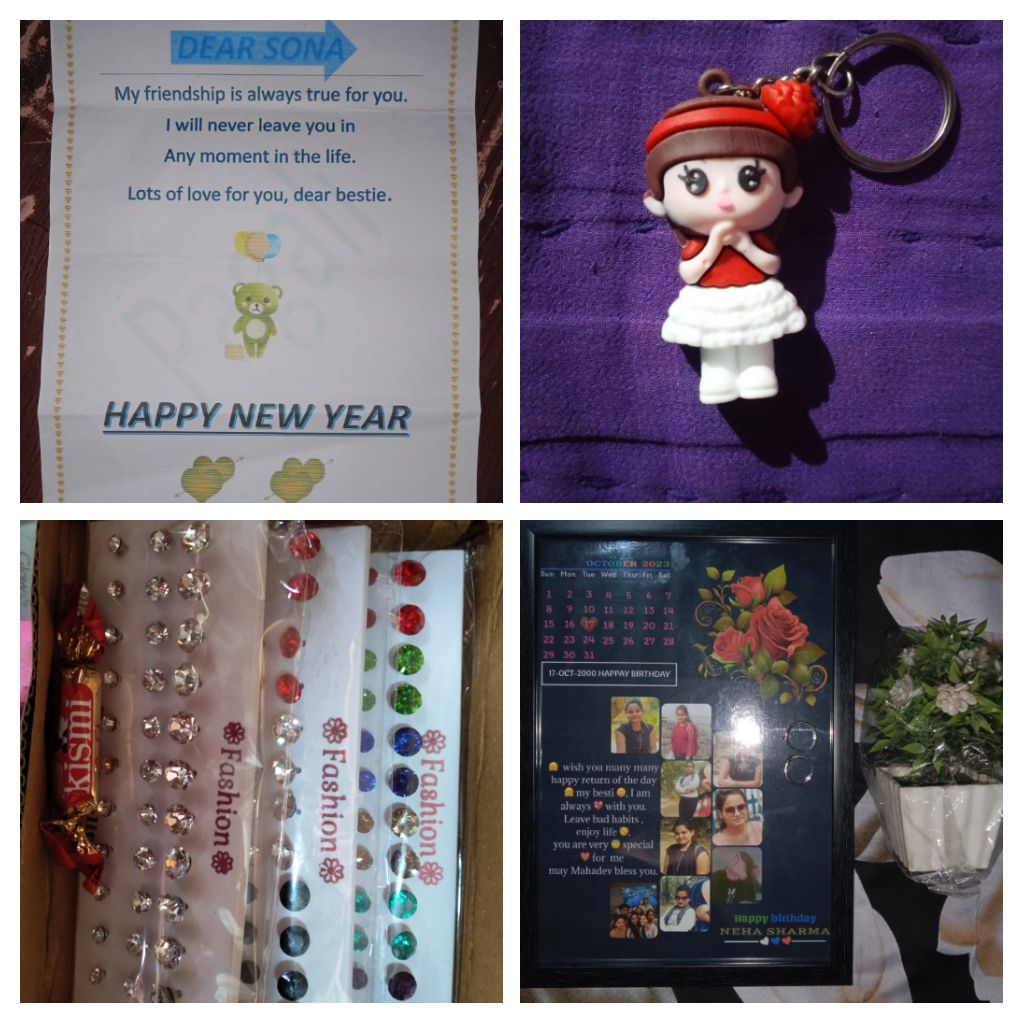 DEAR SONA
My friendship is always true for you.
I will never leave you in
Any moment in the life.
Lots of love for you, dear bestie.
HAPPY NEW YEAR
kismi
Fashion
Fashion
Fashion
OCTOBER 2023
Sun Mon Tue Wed Thu Fri Sat
1 2 3 4 5 6 7
8 9 10 11 12 13 14
15 16 17 18 19 20 21
22 23 24 25 26 27 28
29 30 31
17-OCT-2000 HAPPAY BIRTHDAY
wish you many many
happy return of the day
my besti , I am
always with you.
Leave bad habits ,
enjoy life .
you are very special
for me
may Mahadev bless you.
Happy birthday
NEHA SHARMA